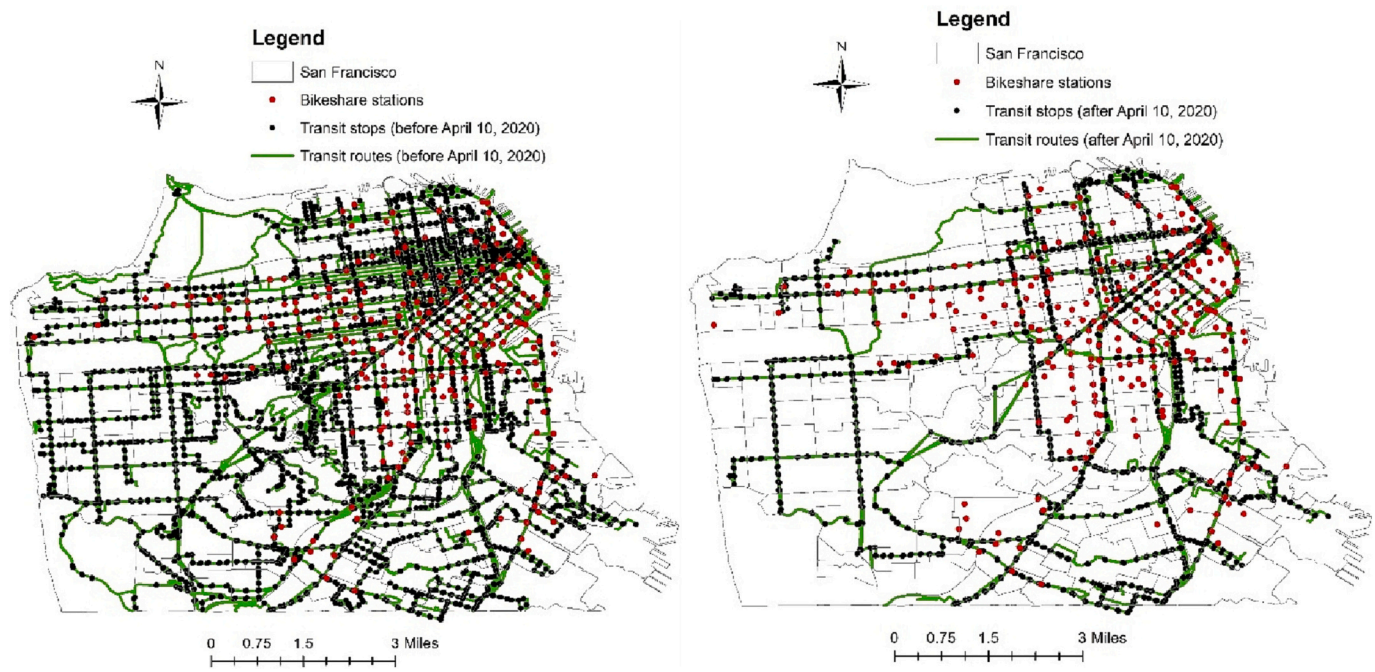 Legend
N
San Francisco
Bikeshare stations
Transit stops (before April 10, 2020)
Transit routes (before April 10, 2020)
0 0.75 1.5 3 Miles
Legend
N
San Francisco
Bikeshare stations
Transit stops (after April 10, 2020)
Transit routes (after April 10, 2020)
0 0.75 1.5 3 Miles